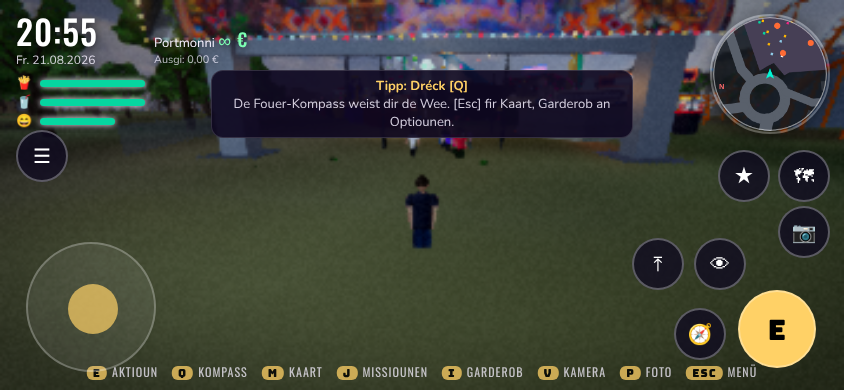 20:55
Fr. 21.08.2026
Portmonni ∞ €
Ausgi: 0,00 €
Tipp: Dréck [Q]
De Fouer-Kompass weist dir de Wee. [Esc] fir Kaart, Garderob an
Optiounen.
N
E
E AKTIOUN Q KOMPASS M KAART J MISSIOUNEN I GARDEROB V KAMERA P FOTO ESC MENÜ